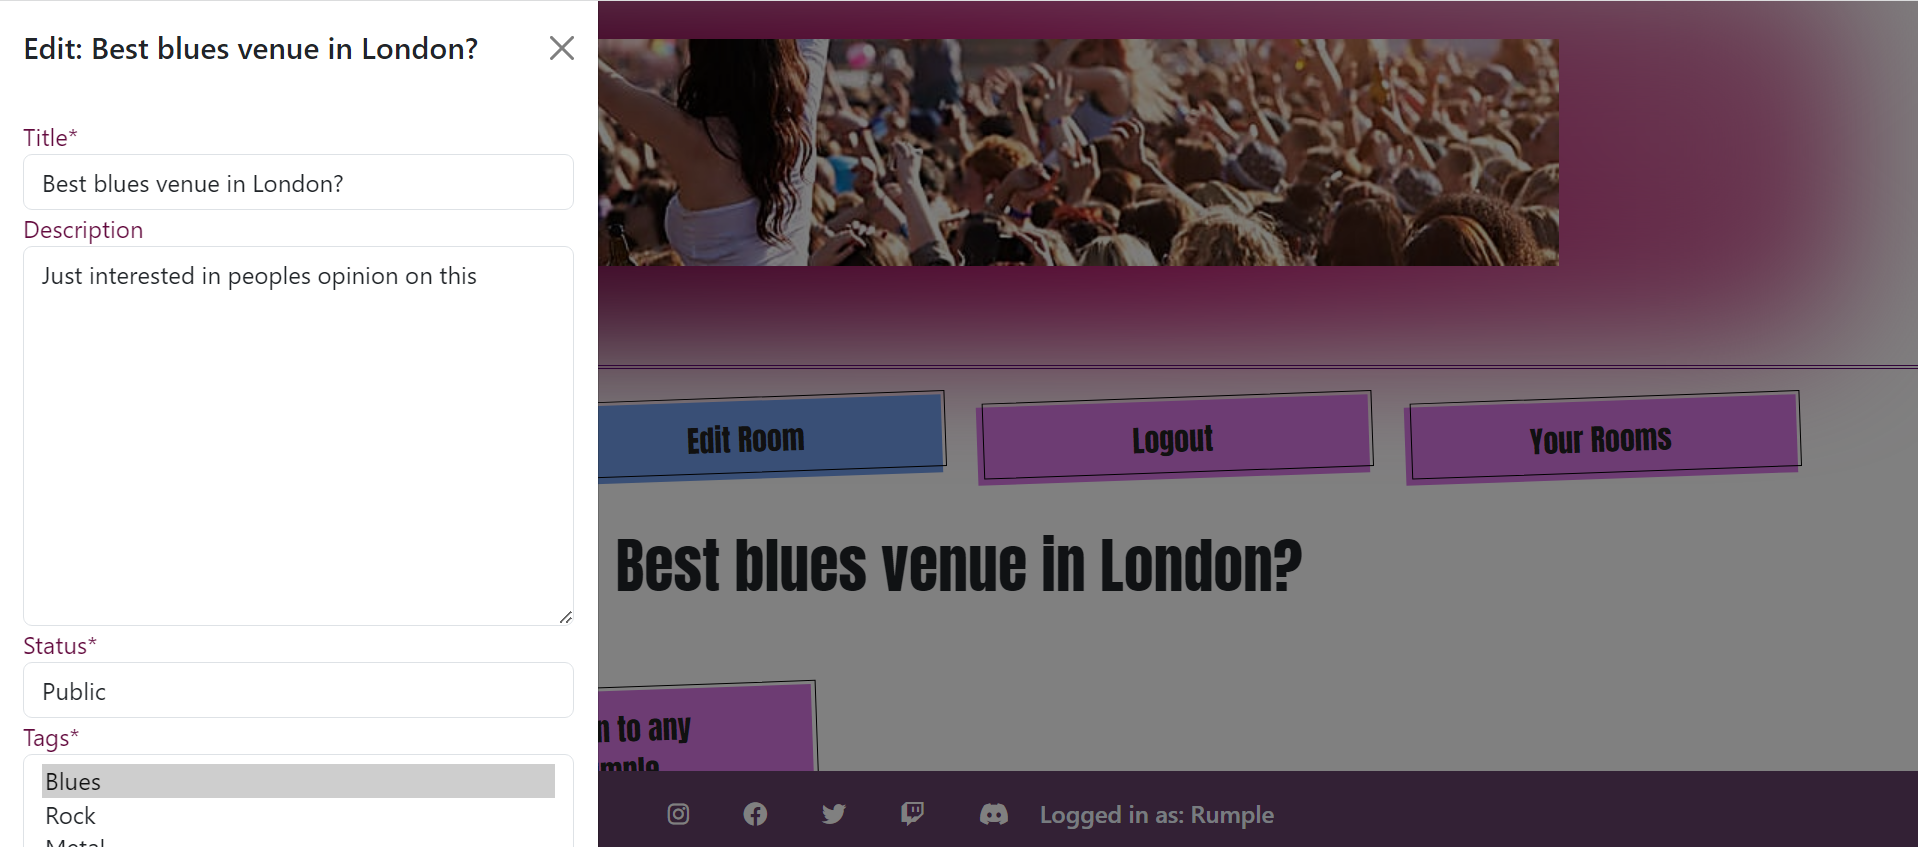 Edit: Best blues venue in London?
Title*
Best blues venue in London?
Description
Just interested in peoples opinion on this
Status*
Public
Tags*
Blues
Rock
Metal
Edit Room
Logout
Your Rooms
Best blues venue in London?
to any
Logged in as: Rumple